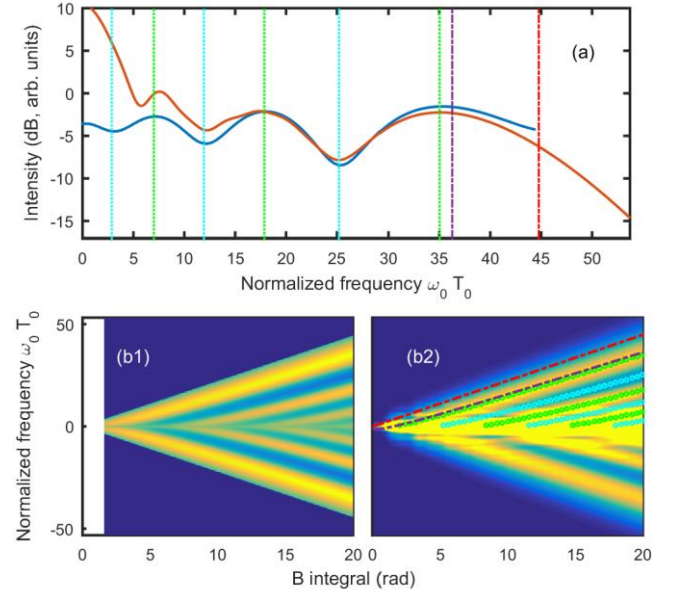 10
5
0
-5
-10
-15
Intensity (dB, arb. units)
(a)
0 5 10 15 20 25 30 35 40 45 50
Normalized frequency ω₀ T₀
50
0
-50
Normalized frequency ω₀ T₀
(b1)
(b2)
0 5 10 15 20
0 5 10 15 20
B integral (rad)